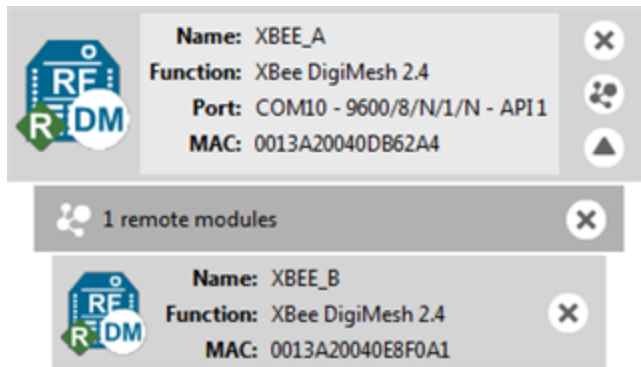 Name: XBEE_A
Function: XBee DigiMesh 2.4
Port: COM10 - 9600/8/N/1/N - API 1
MAC: 0013A20040DB62A4
RF
R DM
1 remote modules
Name: XBEE_B
Function: XBee DigiMesh 2.4
MAC: 0013A20040E8F0A1
RF
R DM